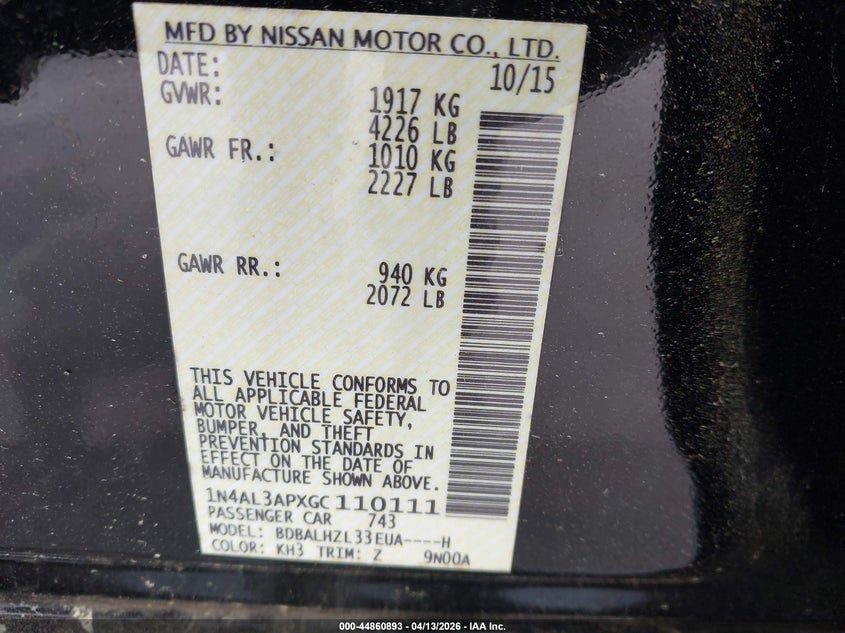 MFD BY NISSAN MOTOR CO., LTD.
DATE: 10/15
GVWR: 1917 KG
4226 LB
GAWR FR.: 1010 KG
2227 LB
GAWR RR.: 940 KG
2072 LB
THIS VEHICLE CONFORMS TO
ALL APPLICABLE FEDERAL
MOTOR VEHICLE SAFETY,
BUMPER, AND THEFT
PREVENTION STANDARDS IN
EFFECT ON THE DATE OF
MANUFACTURE SHOWN ABOVE.
1N4AL3APXGC110111
PASSENGER CAR 743
MODEL: BDBALHZL33EUA----H
COLOR: KH3 TRIM: Z 9N00A
000-44860893 - 04/13/2026 - IAA Inc.